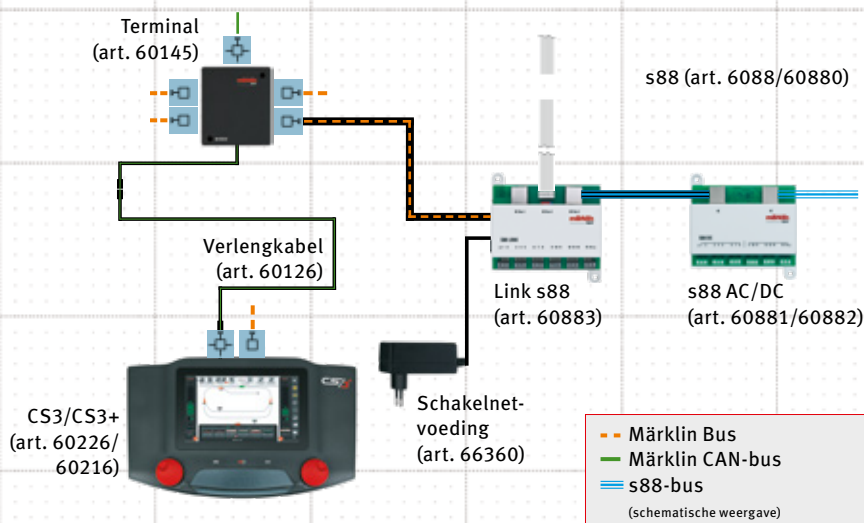 Terminal
(art. 60145)
s88 (art. 6088/60880)
märklin
Verlengkabel
(art. 60126)
Link s88
(art. 60883)
s88 AC/DC
(art. 60881/60882)
CS3/CS3+
(art. 60226/
60216)
CS3
Schakelnet-
voeding
(art. 66360)
Märklin Bus
Märklin CAN-bus
s88-bus
(schematische weergave)